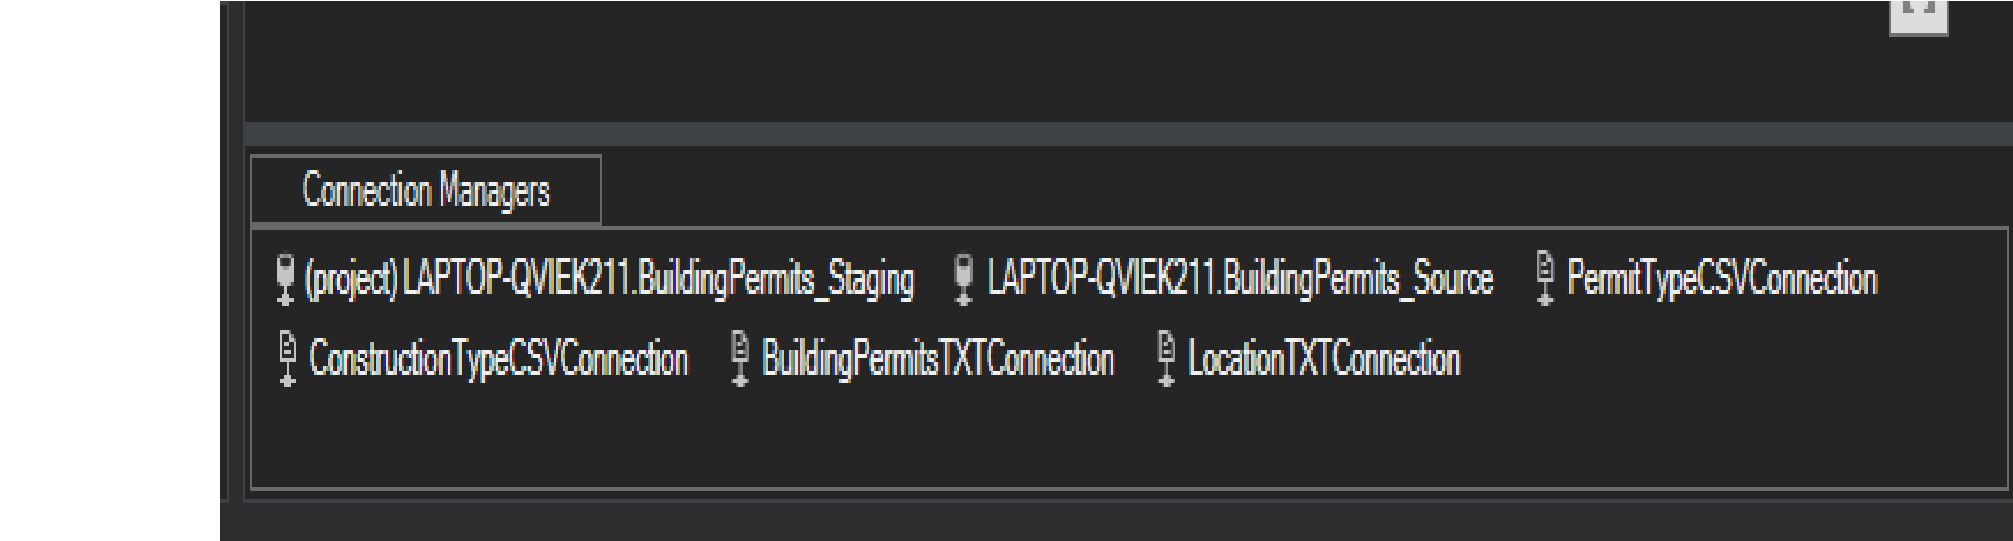 Connection Managers
(project) LAPTOP-QVIEK211.BuildingPermits_Staging LAPTOP-QVIEK211.BuildingPermits_Source PermitTypeCSVConnection
ConstructionTypeCSVConnection BuildingPermitsTXTConnection LocationTXTConnection